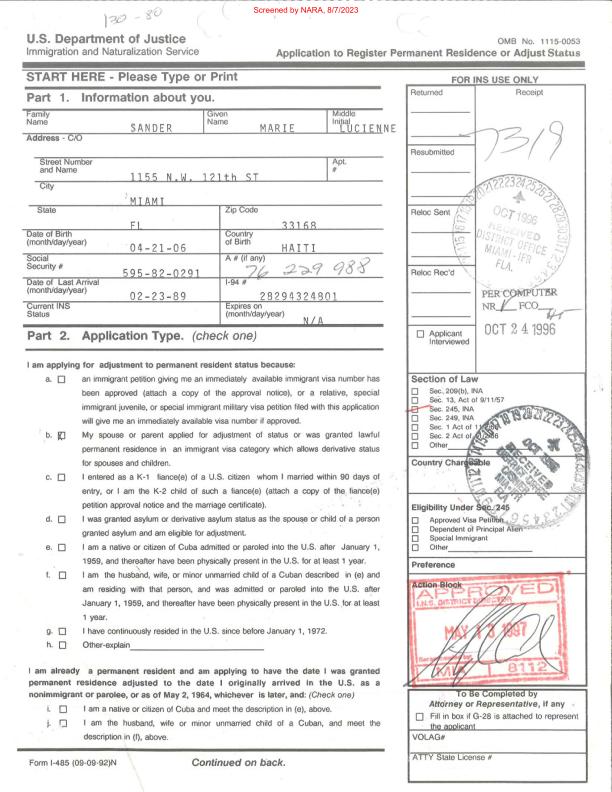 Screened by NARA, 8/7/2023
130-80
U.S. Department of Justice
Immigration and Naturalization Service
OMB No. 1115-0053
Application to Register Permanent Residence or Adjust Status
START HERE - Please Type or Print
Part 1. Information about you.
Family Name SANDER Given Name MARIE Middle Initial LUCIENNE
Address - C/O
Street Number and Name 1155 N.W. 121th ST Apt. #
City MIAMI
State FL Zip Code 33168
Date of Birth (month/day/year) 04-21-06 Country of Birth HAITI
Social Security # 595-82-0291 A # (if any) 76 229 988
Date of Last Arrival (month/day/year) 02-23-89 I-94 # 28294324801
Current INS Status Expires on (month/day/year) N/A
Part 2. Application Type. (check one)
I am applying for adjustment to permanent resident status because:
a. an immigrant petition giving me an immediately available immigrant visa number has
been approved (attach a copy of the approval notice), or a relative, special
immigrant juvenile, or special immigrant military visa petition filed with this application
will give me an immediately available visa number if approved.
b. My spouse or parent applied for adjustment of status or was granted lawful
permanent residence in an immigrant visa category which allows derivative status
for spouses and children.
c. I entered as a K-1 fiance(e) of a U.S. citizen whom I married within 90 days of
entry, or I am the K-2 child of such a fiance(e) (attach a copy of the fiance(e)
petition approval notice and the marriage certificate).
d. I was granted asylum or derivative asylum status as the spouse or child of a person
granted asylum and am eligible for adjustment.
e. I am a native or citizen of Cuba admitted or paroled into the U.S. after January 1,
1959, and thereafter have been physically present in the U.S. for at least 1 year.
f. I am the husband, wife, or minor unmarried child of a Cuban described in (e) and
am residing with that person, and was admitted or paroled into the U.S. after
January 1, 1959, and thereafter have been physically present in the U.S. for at least
1 year.
g. I have continuously resided in the U.S. since before January 1, 1972.
h. Other-explain
I am already a permanent resident and am applying to have the date I was granted
permanent residence adjusted to the date I originally arrived in the U.S. as a
nonimmigrant or parolee, or as of May 2, 1964, whichever is later, and: (Check one)
i. I am a native or citizen of Cuba and meet the description in (e), above.
j. I am the husband, wife or minor unmarried child of a Cuban, and meet the
description in (f), above.
Form I-485 (09-09-92)N
Continued on back.
FOR INS USE ONLY
Returned Receipt
7319
Resubmitted
Reloc Sent
OCT 1996
RECEIVED
DISTRICT OFFICE
MIAMI - IFR
FLA.
Reloc Rec'd
PER COMPUTER
NR FCO
OCT 24 1996
Applicant Interviewed
Section of Law
Sec. 209(b), INA
Sec. 13, Act of 9/11/57
Sec. 245, INA
Sec. 249, INA
Sec. 1 Act of
Sec. 2 Act of
Other
OCT 1996
RECEIVED
Country Chargeable
Eligibility Under Sec. 245
Approved Visa Petition
Dependent of Principal Alien
Special Immigrant
Other
Preference
Action Block
APPROVED
I.N.S. DISTRICT DIRECTOR
MAY 13 1997
MIA 8112
To Be Completed by
Attorney or Representative, if any
Fill in box if G-28 is attached to represent
the applicant
VOLAG#
ATTY State License #